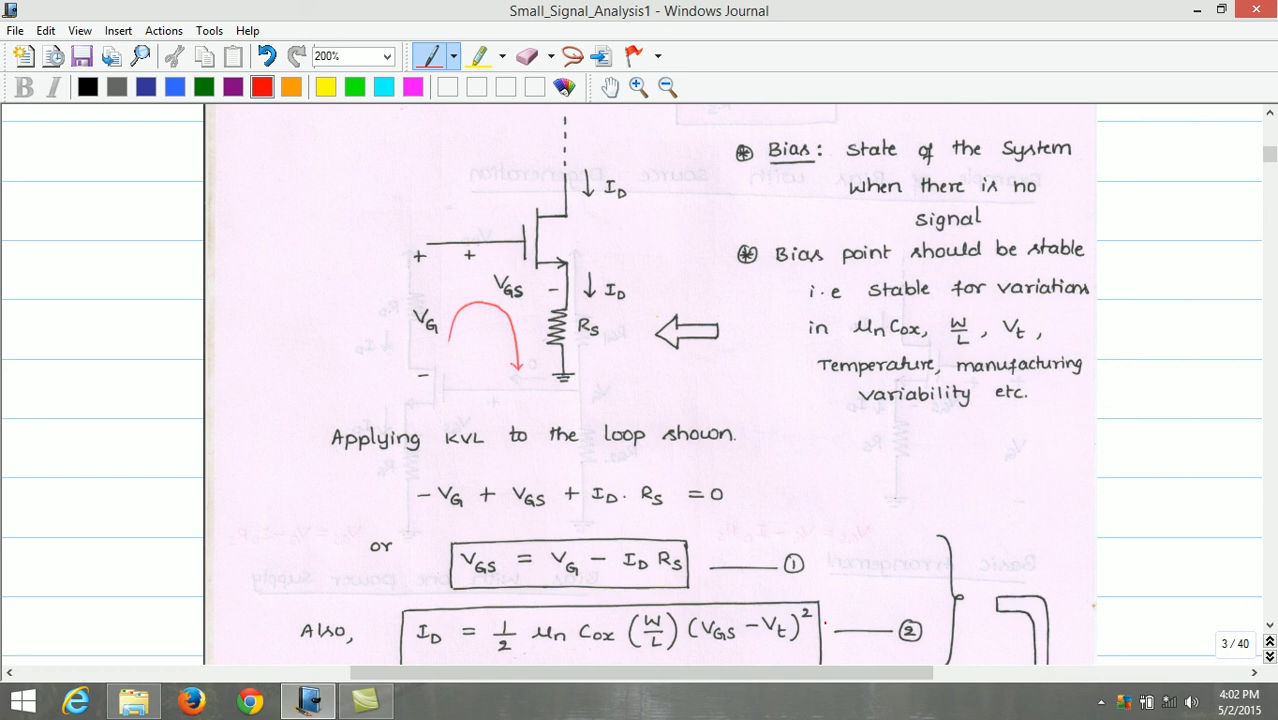 Small_Signal_Analysis1 - Windows Journal
File Edit View Insert Actions Tools Help
200%
B I
I_D
+ +
V_GS -
I_D
V_G
R_S
-
⊛ Bias: State of the System
when there is no
signal
⊛ Bias point should be stable
i.e stable for variations
in μn Cox, W/L, Vt,
Temperature, manufacturing
variability etc.
Applying KVL to the loop shown.
- V_G + V_GS + I_D . R_S = 0
or V_GS = V_G - I_D R_S ①
Also, I_D = 1/2 μn Cox (W/L) (V_GS - V_t)² ②
3 / 40
4:02 PM
5/2/2015